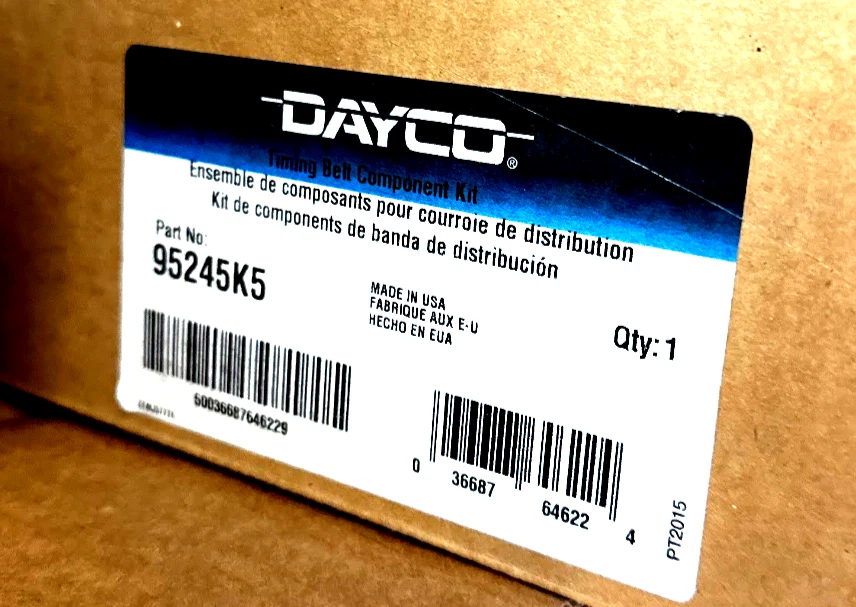 DAYCO®
Timing Belt Component Kit
Ensemble de composants pour courroie de distribution
Kit de components de banda de distribución
Part No:
95245K5
MADE IN USA
FABRIQUE AUX E-U
HECHO EN EUA
Qty: 1
50036687646229
0 36687 64622 4
PT2015